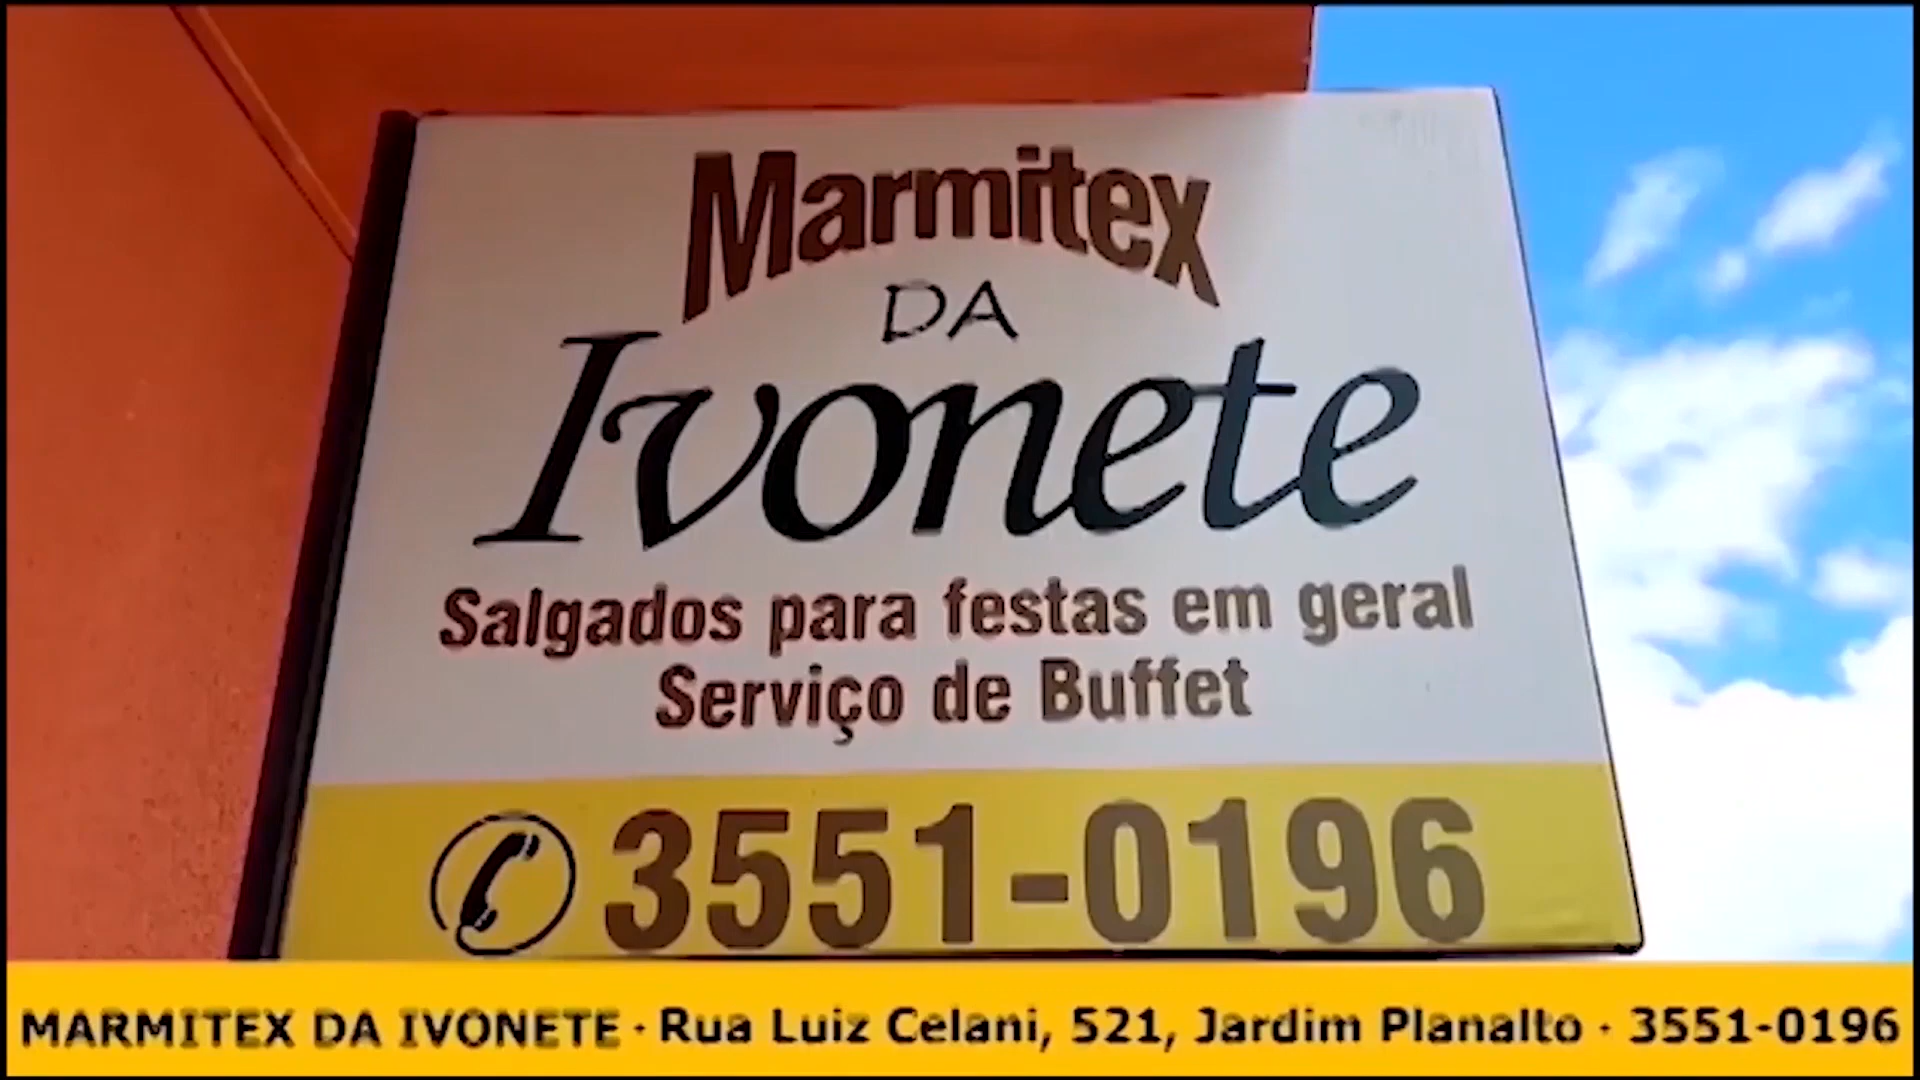 Marmitex
DA
Ivonete
Salgados para festas em geral
Serviço de Buffet
3551-0196
MARMITEX DA IVONETE · Rua Luiz Celani, 521, Jardim Planalto · 3551-0196